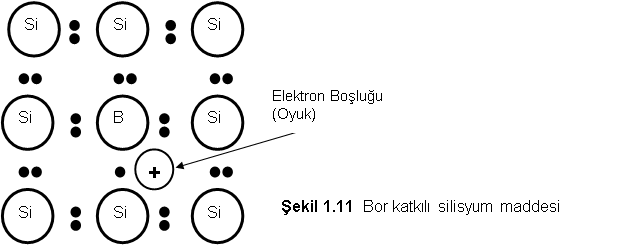 Si Si Si
Si B Si
Elektron Boşluğu
(Oyuk)
+
Si Si Si
Şekil 1.11 Bor katkılı silisyum maddesi